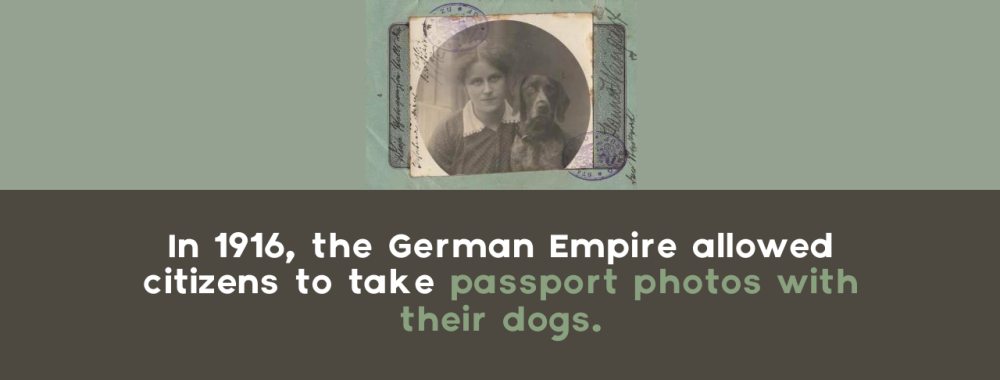 In 1916, the German Empire allowed
citizens to take passport photos with
their dogs.